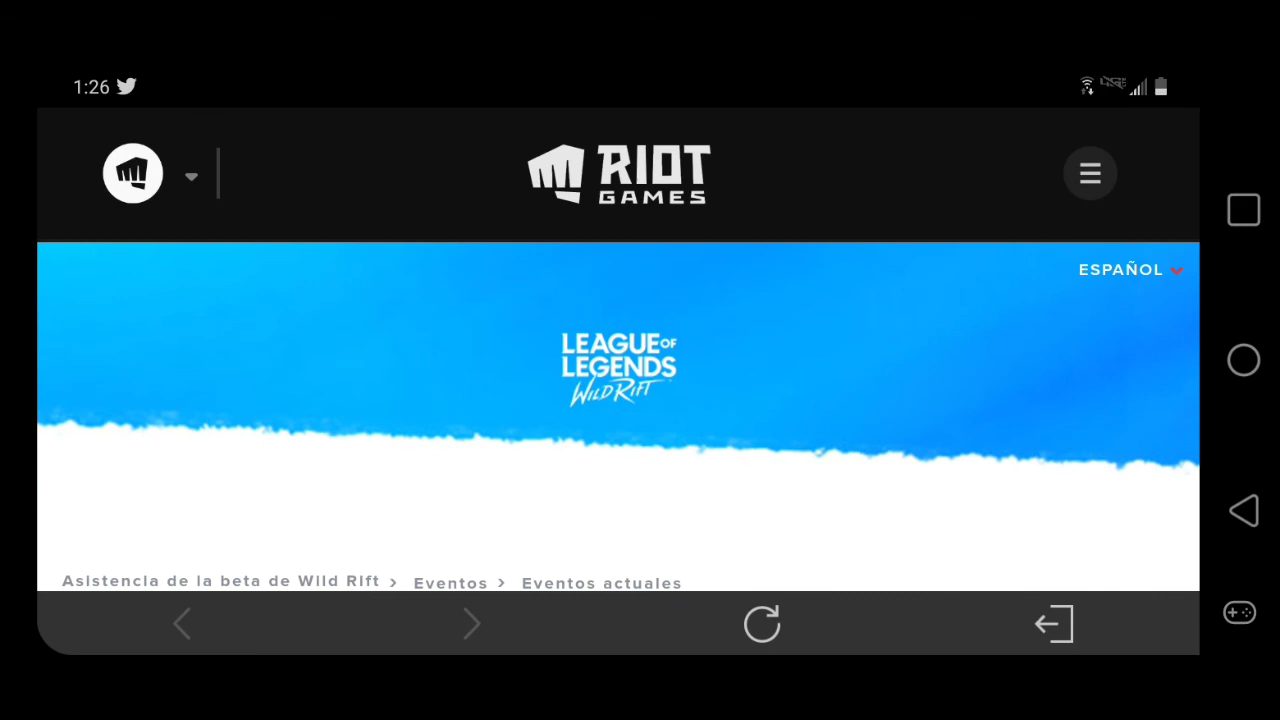 1:26
RIOT
GAMES
ESPAÑOL
LEAGUE OF
LEGENDS
WILD RIFT
Asistencia de la beta de Wild Rift > Eventos > Eventos actuales